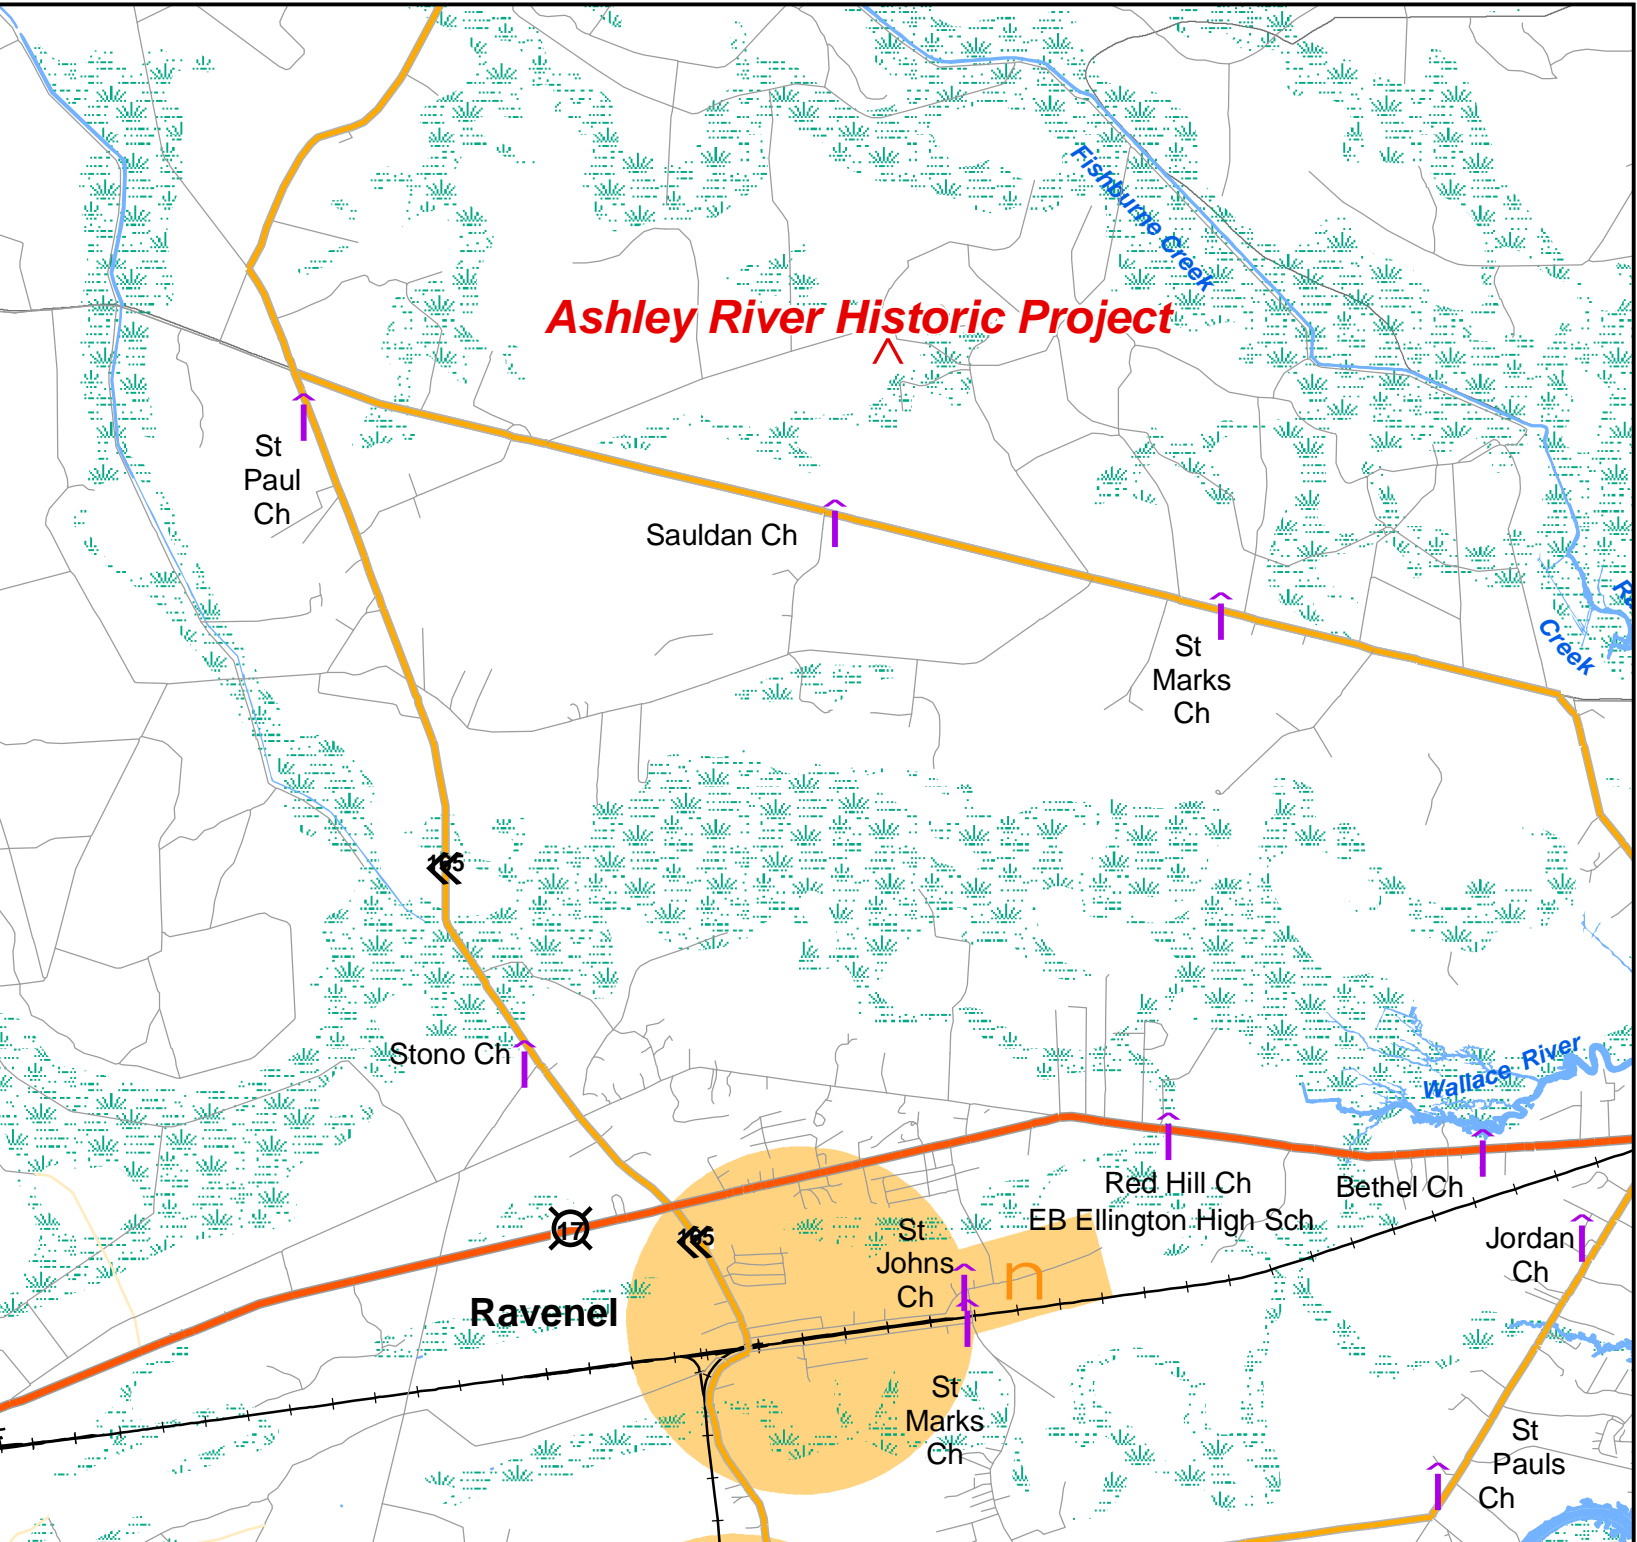 Fishburne Creek
Ashley River Historic Project
St
Paul
Ch
Sauldan Ch
St
Marks
Ch
Creek
165
Stono Ch
Wallace River
Red Hill Ch
Bethel Ch
EB Ellington High Sch
17
165
St
Johns
Ch
n
Jordan
Ch
Ravenel
St
Marks
Ch
St
Pauls
Ch